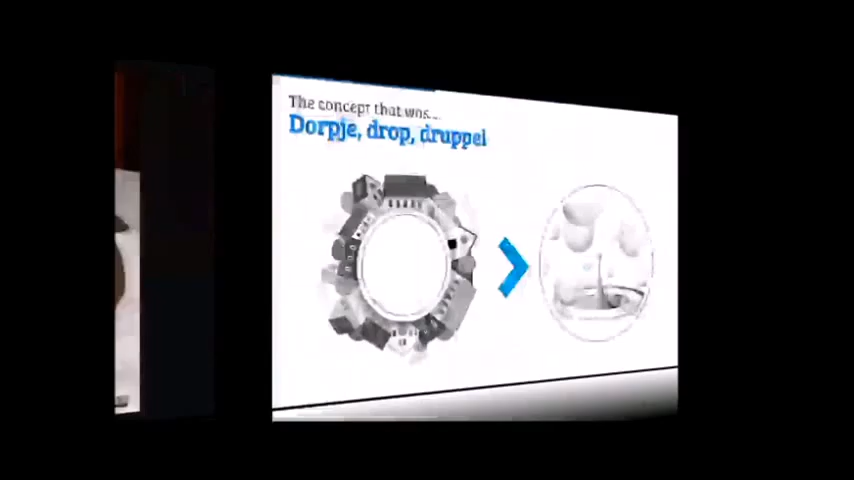 The concept that was...
Dorpje, drop, druppel